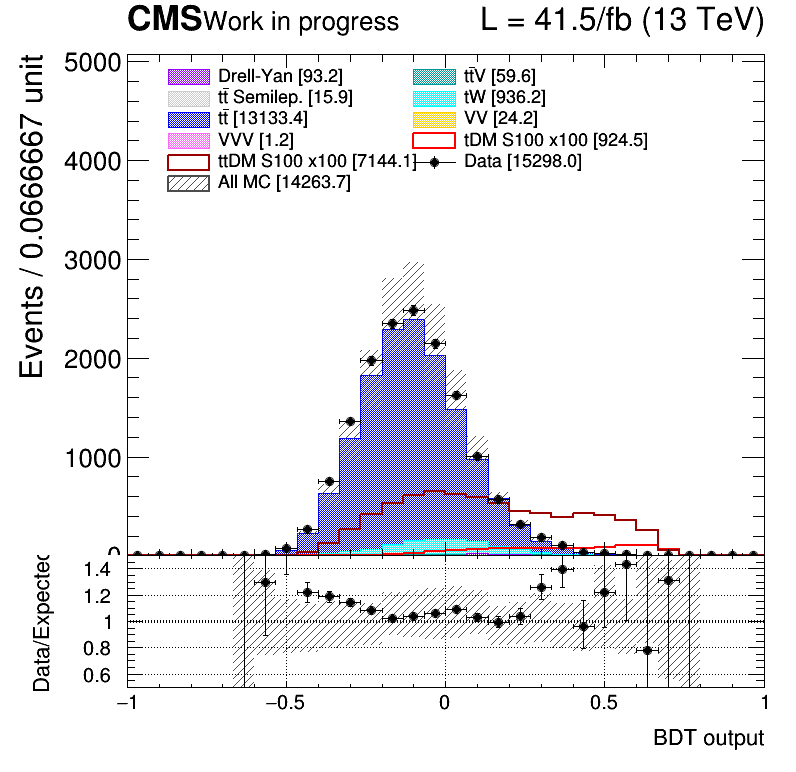 CMS Work in progress L = 41.5/fb (13 TeV)
Events / 0.0666667 unit
5000
4000
3000
2000
1000
0
Drell-Yan [93.2] tt̄V [59.6]
tt̄ Semilep. [15.9] tW [936.2]
tt̄ [13133.4] VV [24.2]
VVV [1.2] tDM S100 x100 [924.5]
ttDM S100 x100 [7144.1] Data [15298.0]
All MC [14263.7]
Data/Expected
1.4
1.2
1
0.8
0.6
−1 −0.5 0 0.5 1
BDT output